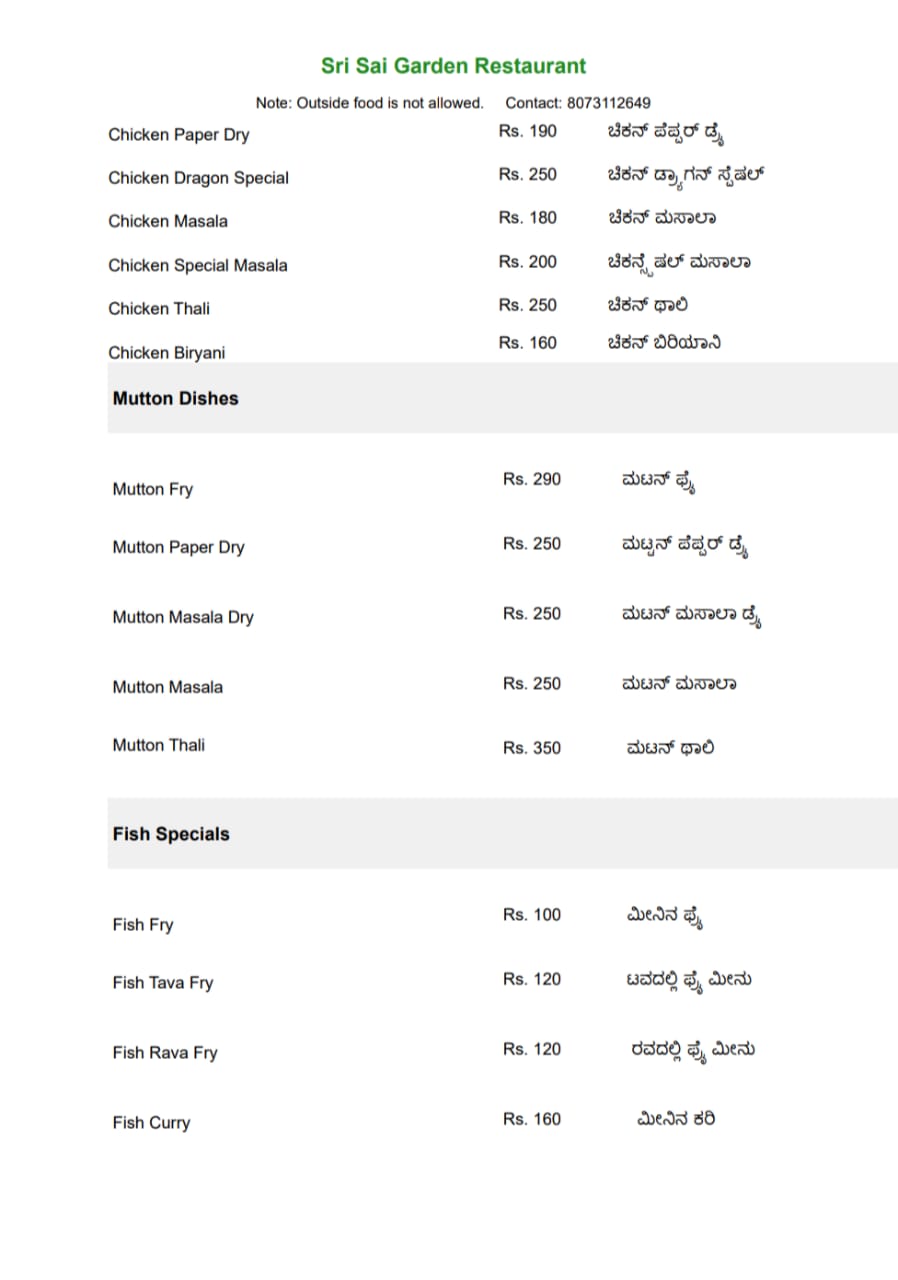 Sri Sai Garden Restaurant
Note: Outside food is not allowed. Contact: 8073112649
Chicken Paper Dry Rs. 190 ಚಿಕನ್ ಪೆಪ್ಪರ್ ಡ್ರೈ
Chicken Dragon Special Rs. 250 ಚಿಕನ್ ಡ್ರ್ಯಾಗನ್ ಸ್ಪೆಷಲ್
Chicken Masala Rs. 180 ಚಿಕನ್ ಮಸಾಲಾ
Chicken Special Masala Rs. 200 ಚಿಕನ್ಸ್ಪೆಷಲ್ ಮಸಾಲಾ
Chicken Thali Rs. 250 ಚಿಕನ್ ಥಾಲಿ
Chicken Biryani Rs. 160 ಚಿಕನ್ ಬಿರಿಯಾನಿ
Mutton Dishes
Mutton Fry Rs. 290 ಮಟನ್ ಫ್ರೈ
Mutton Paper Dry Rs. 250 ಮಟ್ಟನ್ ಪೆಪ್ಪರ್ ಡ್ರೈ
Mutton Masala Dry Rs. 250 ಮಟನ್ ಮಸಾಲಾ ಡ್ರೈ
Mutton Masala Rs. 250 ಮಟನ್ ಮಸಾಲಾ
Mutton Thali Rs. 350 ಮಟನ್ ಥಾಲಿ
Fish Specials
Fish Fry Rs. 100 ಮೀನಿನ ಫ್ರೈ
Fish Tava Fry Rs. 120 ಟವದಲ್ಲಿ ಫ್ರೈ ಮೀನು
Fish Rava Fry Rs. 120 ರವದಲ್ಲಿ ಫ್ರೈ ಮೀನು
Fish Curry Rs. 160 ಮೀನಿನ ಕರಿ